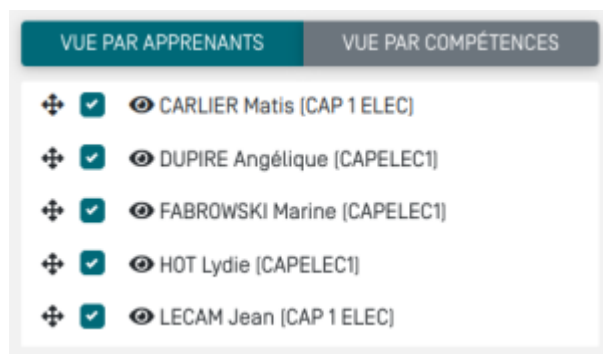 VUE PAR APPRENANTS VUE PAR COMPÉTENCES
CARLIER Matis (CAP 1 ELEC)
DUPIRE Angélique (CAPELEC1)
FABROWSKI Marine (CAPELEC1)
HOT Lydie (CAPELEC1)
LECAM Jean (CAP 1 ELEC)